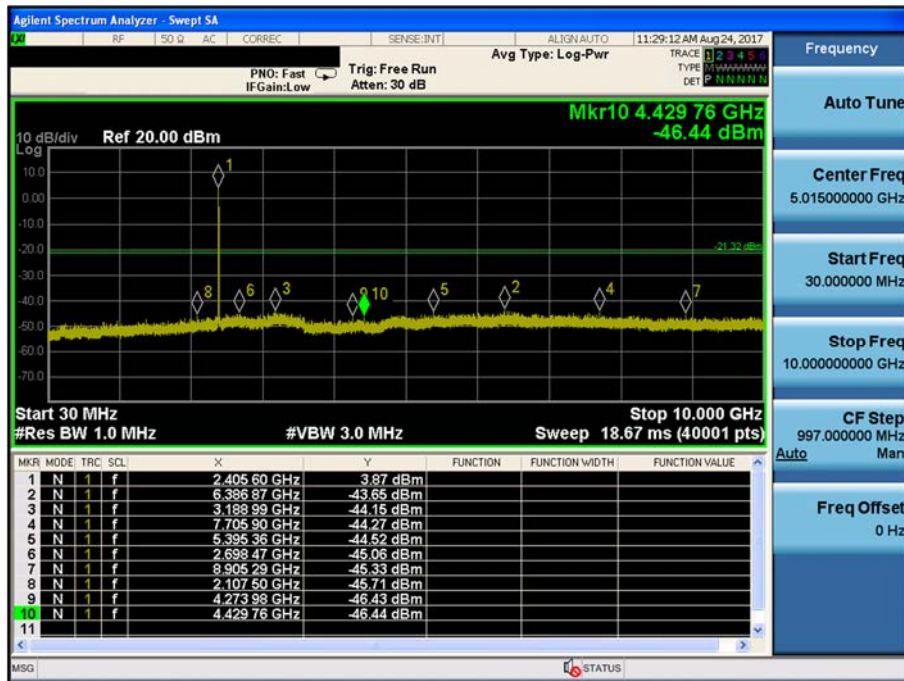 Agilent Spectrum Analyzer - Swept SA
LXI RF 50 Ω AC CORREC SENSE:INT ALIGN AUTO 11:29:12 AM Aug 24, 2017
PNO: Fast Trig: Free Run Avg Type: Log-Pwr TRACE 1 2 3 4 5 6
IFGain:Low Atten: 30 dB TYPE M W W W W W
DET P N N N N N
Mkr10 4.429 76 GHz
-46.44 dBm
10 dB/div Ref 20.00 dBm
Log
10.0
0.00
-10.0
-20.0
-30.0
-40.0
-50.0
-60.0
-70.0
1
-21.32 dBm
8 6 3 9 10 5 2 4 7
Start 30 MHz Stop 10.000 GHz
#Res BW 1.0 MHz #VBW 3.0 MHz Sweep 18.67 ms (40001 pts)
MKR MODE TRC SCL X Y FUNCTION FUNCTION WIDTH FUNCTION VALUE
1 N 1 f 2.405 60 GHz 3.87 dBm
2 N 1 f 6.386 87 GHz -43.65 dBm
3 N 1 f 3.188 99 GHz -44.15 dBm
4 N 1 f 7.705 90 GHz -44.27 dBm
5 N 1 f 5.395 36 GHz -44.52 dBm
6 N 1 f 2.698 47 GHz -45.06 dBm
7 N 1 f 8.905 29 GHz -45.33 dBm
8 N 1 f 2.107 50 GHz -45.71 dBm
9 N 1 f 4.273 98 GHz -46.43 dBm
10 N 1 f 4.429 76 GHz -46.44 dBm
11
MSG STATUS
Frequency
Auto Tune
Center Freq
5.015000000 GHz
Start Freq
30.000000 MHz
Stop Freq
10.000000000 GHz
CF Step
997.000000 MHz
Auto Man
Freq Offset
0 Hz